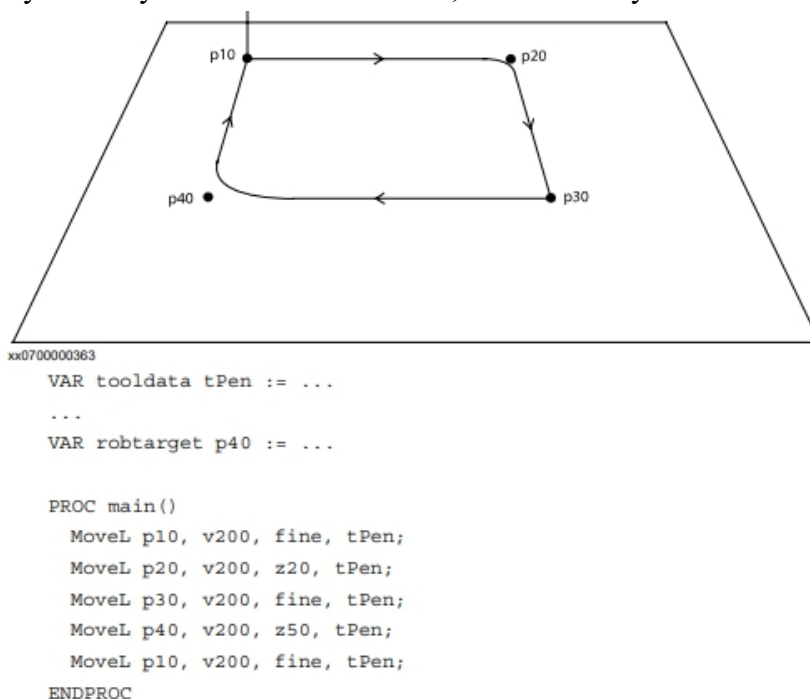 p10
p20
p40
p30
xx0700000363
VAR tooldata tPen := ...
...
VAR robtarget p40 := ...
PROC main()
MoveL p10, v200, fine, tPen;
MoveL p20, v200, z20, tPen;
MoveL p30, v200, fine, tPen;
MoveL p40, v200, z50, tPen;
MoveL p10, v200, fine, tPen;
ENDPROC